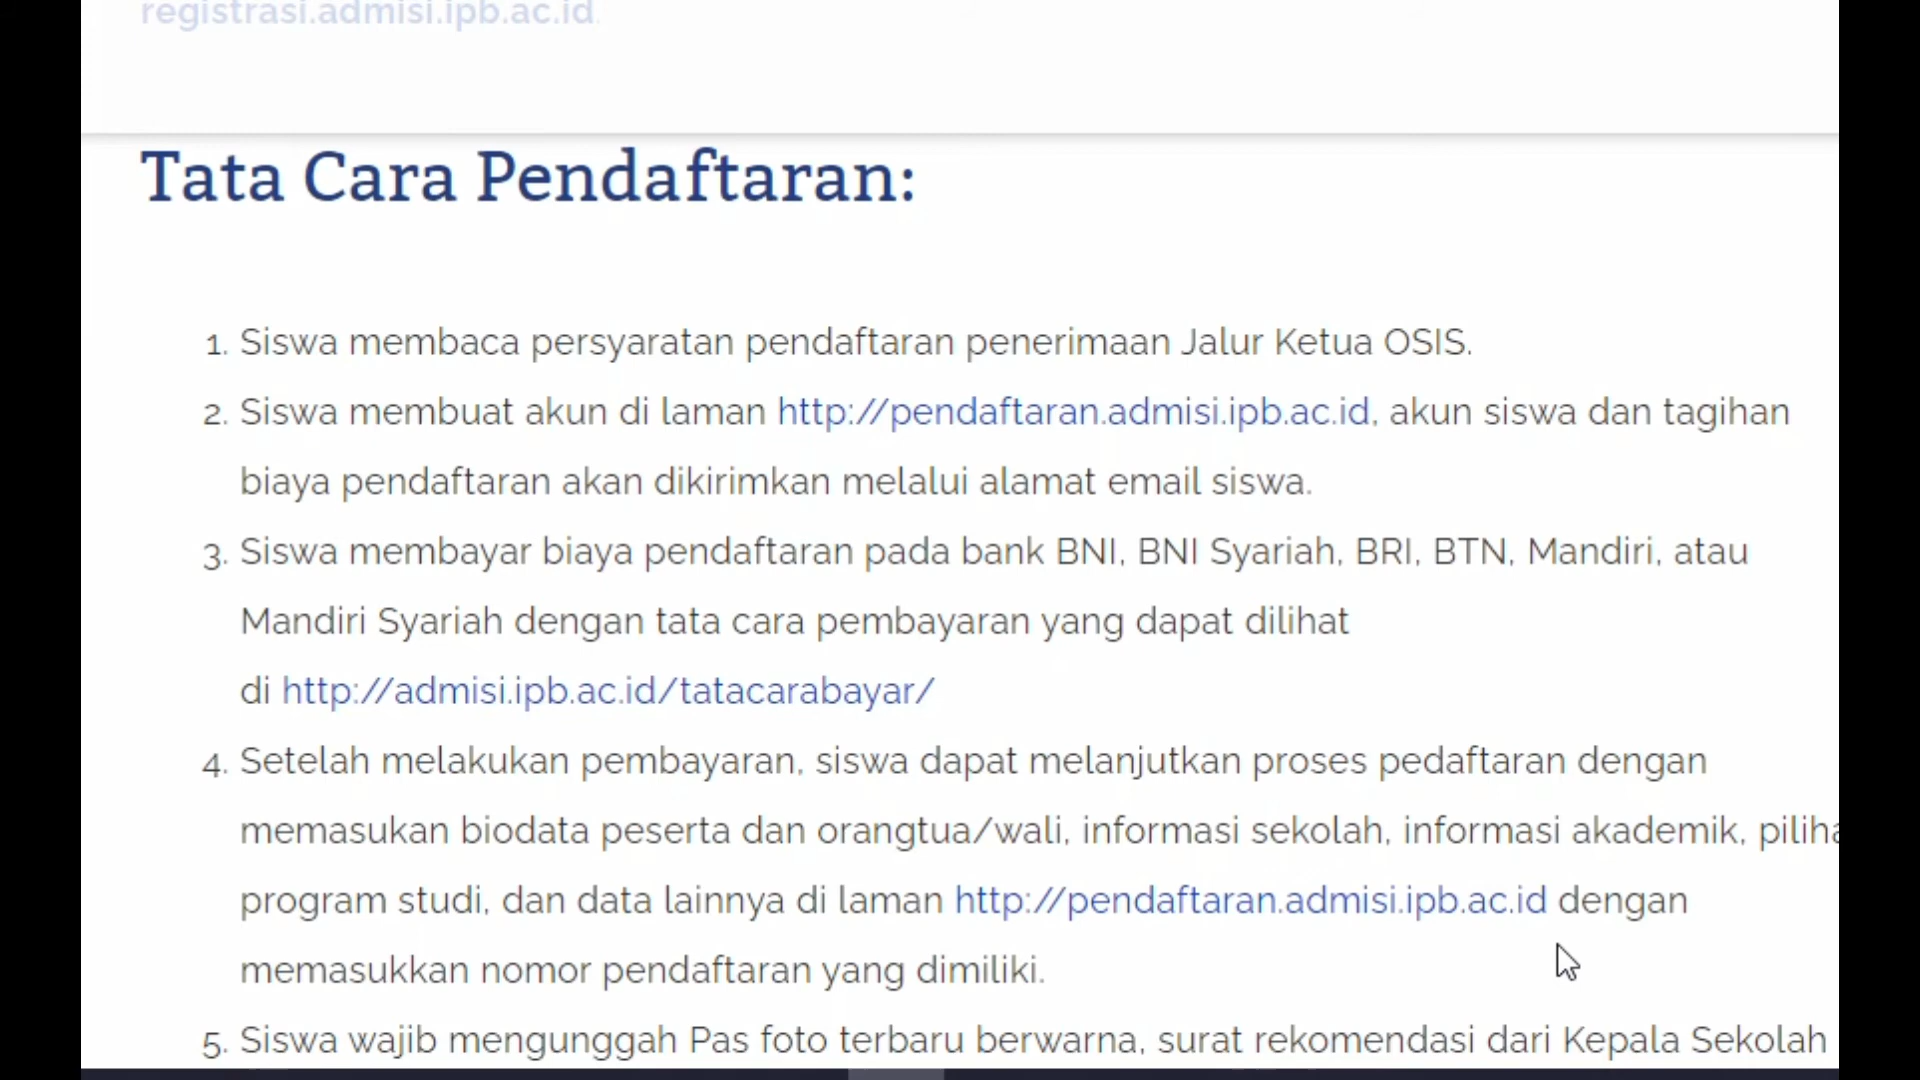 registrasi.admisi.ipb.ac.id.
Tata Cara Pendaftaran:
1. Siswa membaca persyaratan pendaftaran penerimaan Jalur Ketua OSIS.
2. Siswa membuat akun di laman http://pendaftaran.admisi.ipb.ac.id, akun siswa dan tagihan
biaya pendaftaran akan dikirimkan melalui alamat email siswa.
3. Siswa membayar biaya pendaftaran pada bank BNI, BNI Syariah, BRI, BTN, Mandiri, atau
Mandiri Syariah dengan tata cara pembayaran yang dapat dilihat
di http://admisi.ipb.ac.id/tatacarabayar/
4. Setelah melakukan pembayaran, siswa dapat melanjutkan proses pedaftaran dengan
memasukan biodata peserta dan orangtua/wali, informasi sekolah, informasi akademik,
program studi, dan data lainnya di laman http://pendaftaran.admisi.ipb.ac.id dengan
memasukkan nomor pendaftaran yang dimiliki.
5. Siswa wajib mengunggah Pas foto terbaru berwarna, surat rekomendasi dari Kepala Sekolah